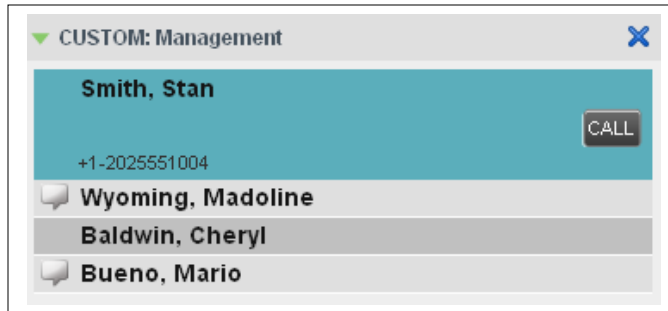 CUSTOM: Management
Smith, Stan
CALL
+1-2025551004
Wyoming, Madoline
Baldwin, Cheryl
Bueno, Mario